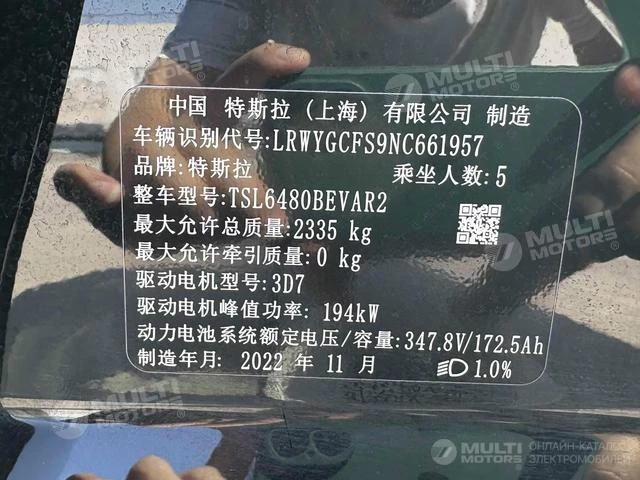 MULTI
MOTORS®
中国 特斯拉(上海)有限公司 制造
车辆识别代号:LRWYGCFS9NC661957
品牌:特斯拉
乘坐人数:5
整车型号:TSL6480BEVAR2
最大允许总质量:2335 kg
最大允许牵引质量:0 kg
驱动电机型号:3D7
驱动电机峰值功率: 194kW
动力电池系统额定电压/容量:347.8V/172.5Ah
制造年月: 2022 年 11 月
1.0%
MULTI
MOTORS®
MULTI
MOTORS®
MULTI
MOTORS®
ОНЛАЙН-КАТАЛОГ
ЭЛЕКТРОМОБИЛЕЙ